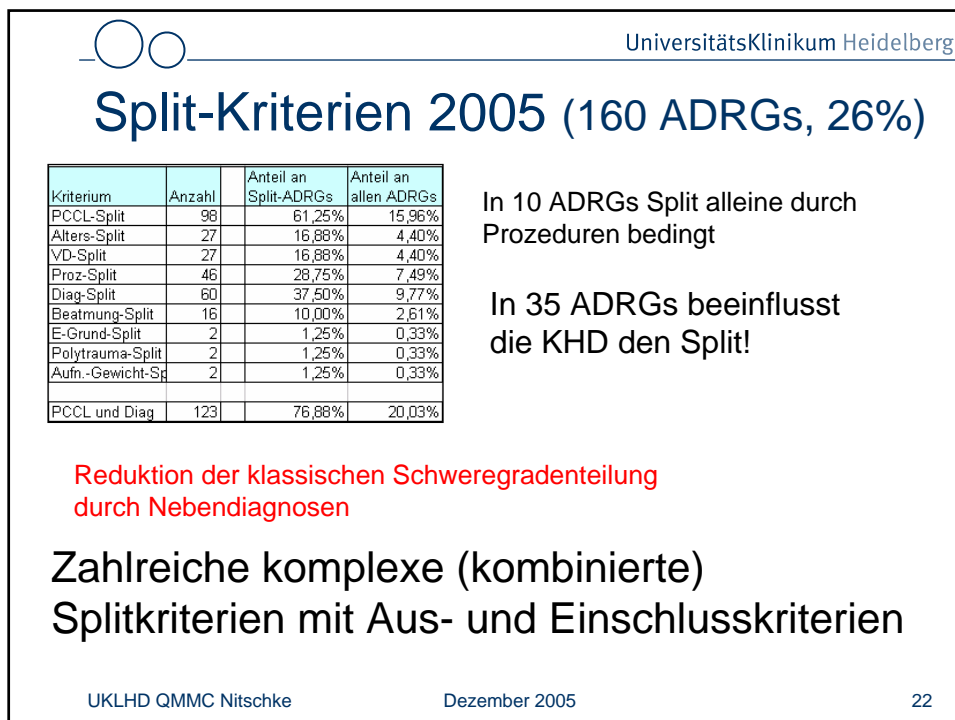 UniversitätsKlinikum Heidelberg
Split-Kriterien 2005 (160 ADRGs, 26%)
Kriterium Anzahl Anteil an Split-ADRGs Anteil an allen ADRGs
PCCL-Split 98 61,25% 15,96%
Alters-Split 27 16,88% 4,40%
VD-Split 27 16,88% 4,40%
Proz-Split 46 28,75% 7,49%
Diag-Split 60 37,50% 9,77%
Beatmung-Split 16 10,00% 2,61%
E-Grund-Split 2 1,25% 0,33%
Polytrauma-Split 2 1,25% 0,33%
Aufn.-Gewicht-Sp 2 1,25% 0,33%
PCCL und Diag 123 76,88% 20,03%
In 10 ADRGs Split alleine durch
Prozeduren bedingt
In 35 ADRGs beeinflusst
die KHD den Split!
Reduktion der klassischen Schweregradenteilung
durch Nebendiagnosen
Zahlreiche komplexe (kombinierte)
Splitkriterien mit Aus- und Einschlusskriterien
UKLHD QMMC Nitschke Dezember 2005 22